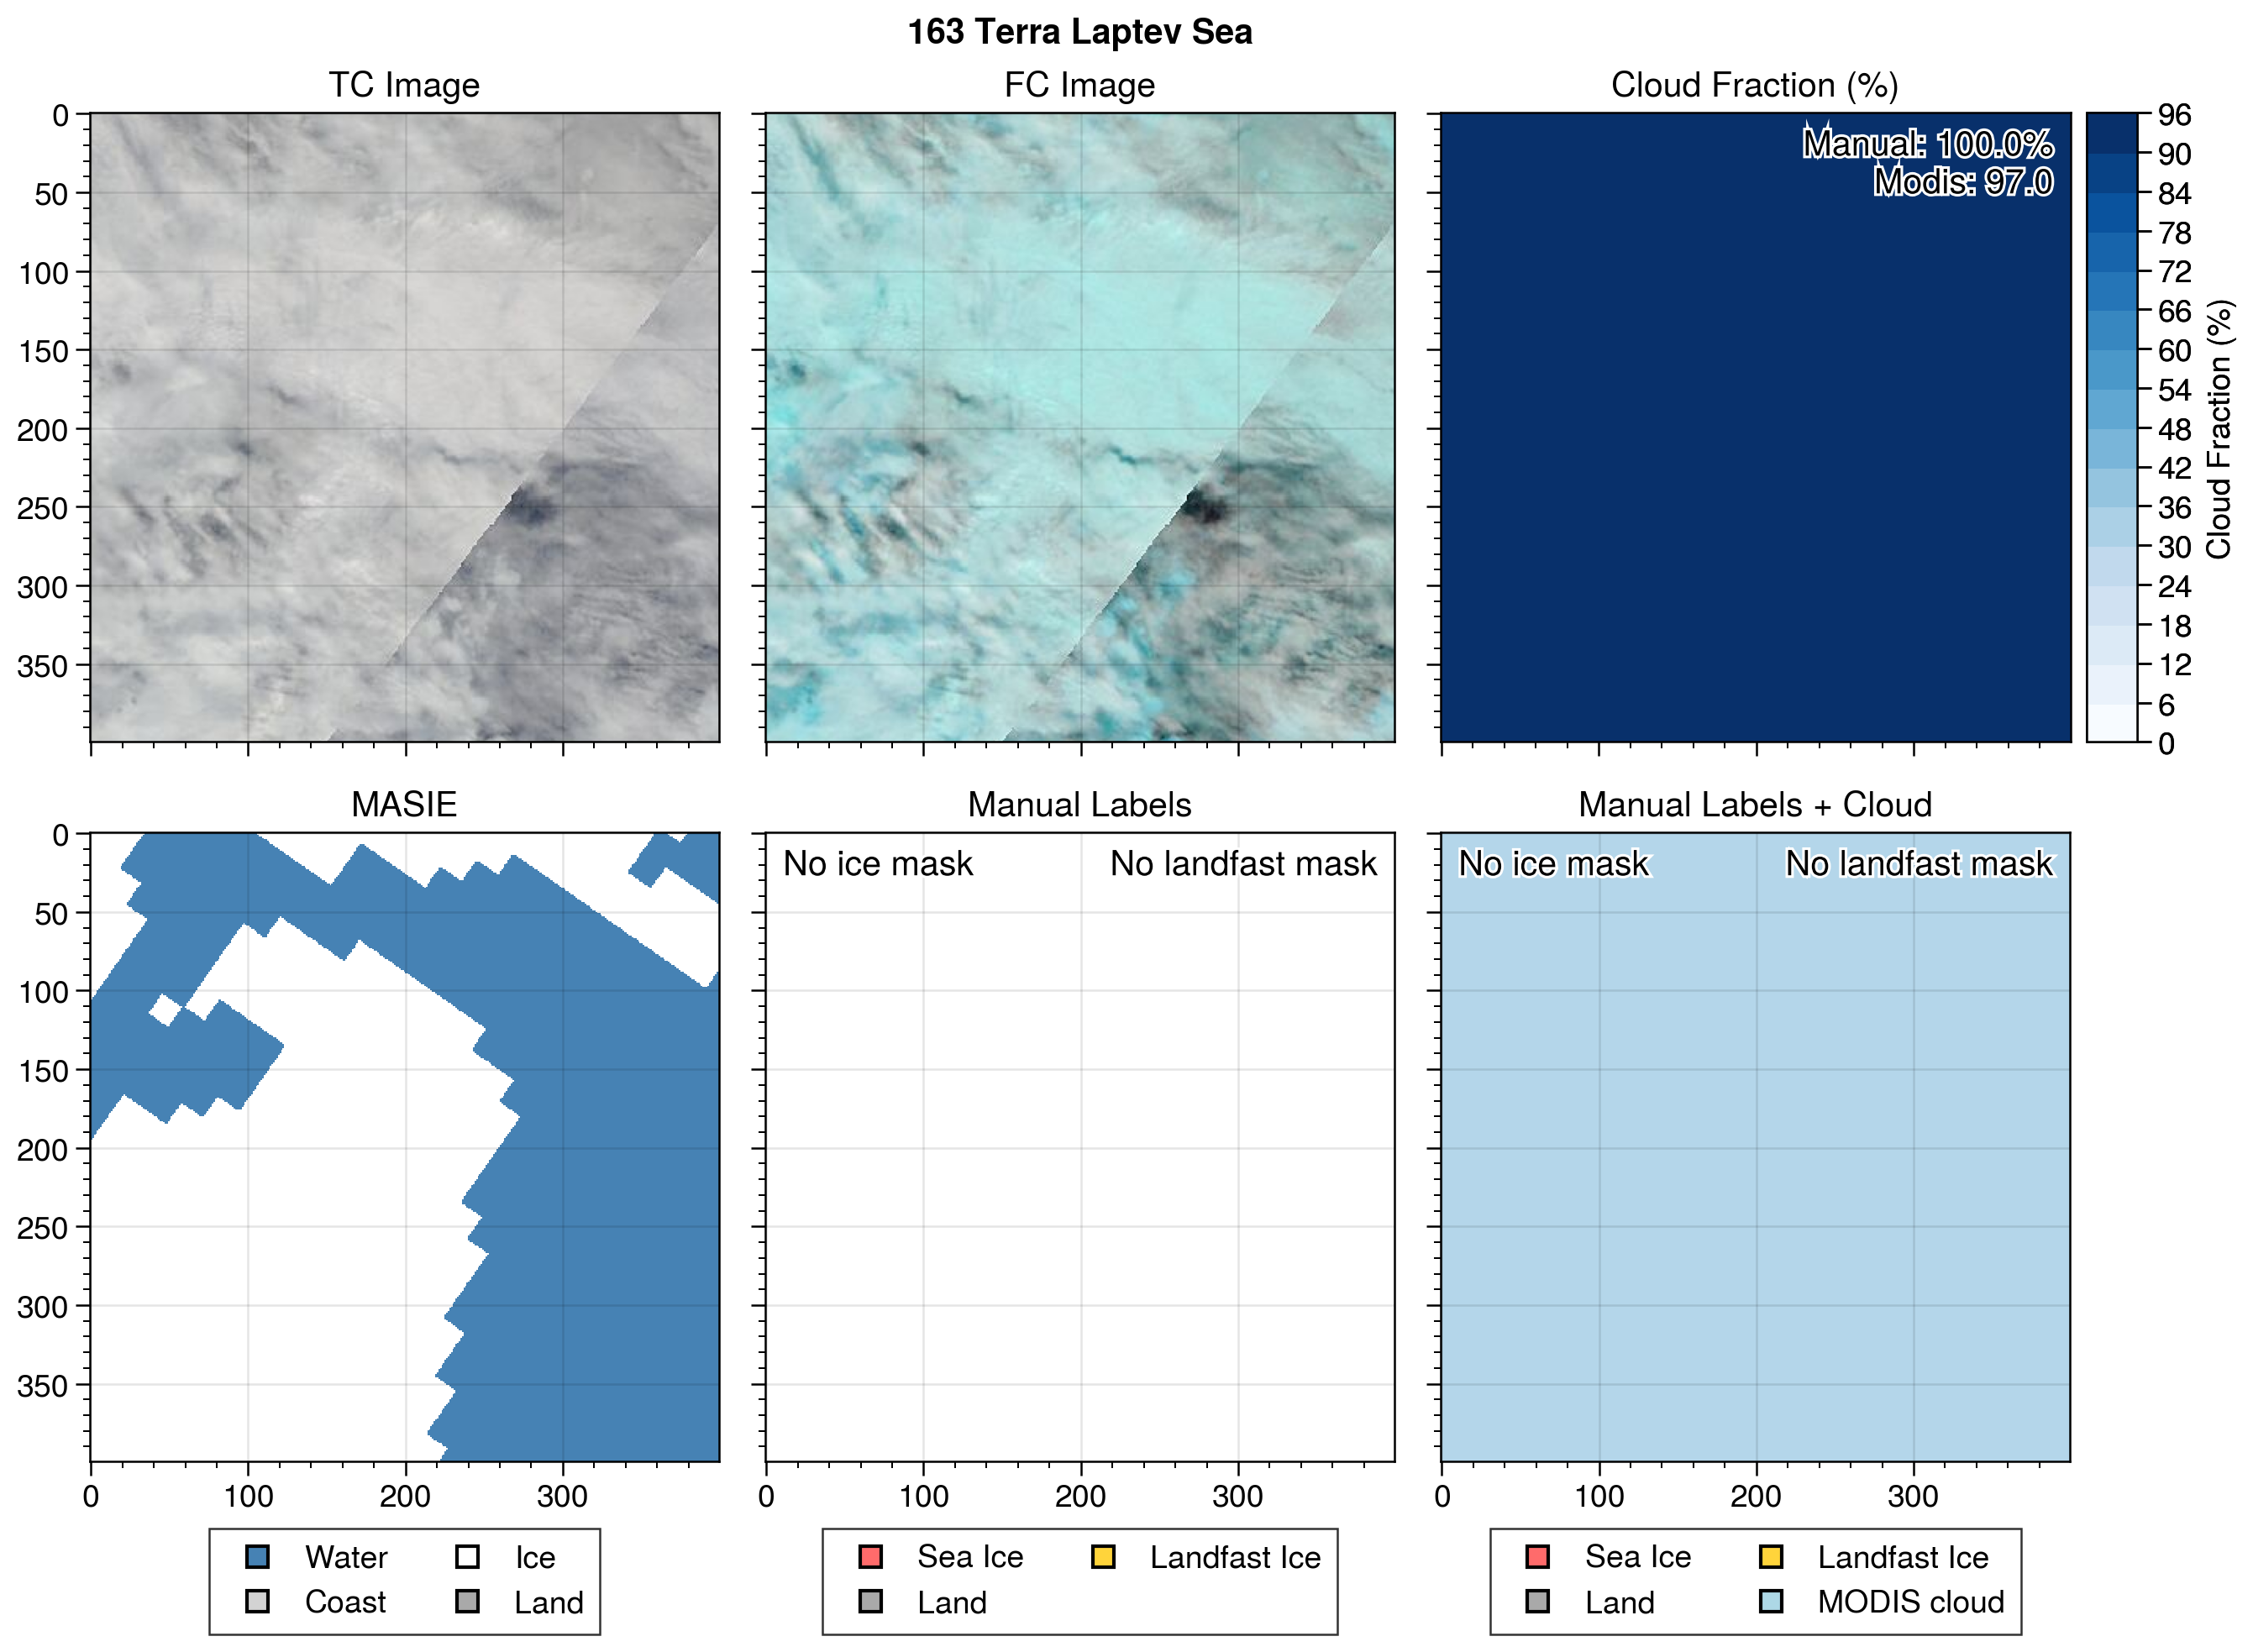 163 Terra Laptev Sea
TC Image
FC Image
Cloud Fraction (%)
0
50
100
150
200
250
300
350
Manual: 100.0%
Modis: 97.0
96
90
84
78
72
66
60
54
48
42
36
30
24
18
12
6
0
Cloud Fraction (%)
MASIE
Manual Labels
Manual Labels + Cloud
0
50
100
150
200
250
300
350
No ice mask
No landfast mask
No ice mask
No landfast mask
0 100 200 300
0 100 200 300
0 100 200 300
Water
Ice
Coast
Land
Sea Ice
Landfast Ice
Land
Sea Ice
Landfast Ice
Land
MODIS cloud